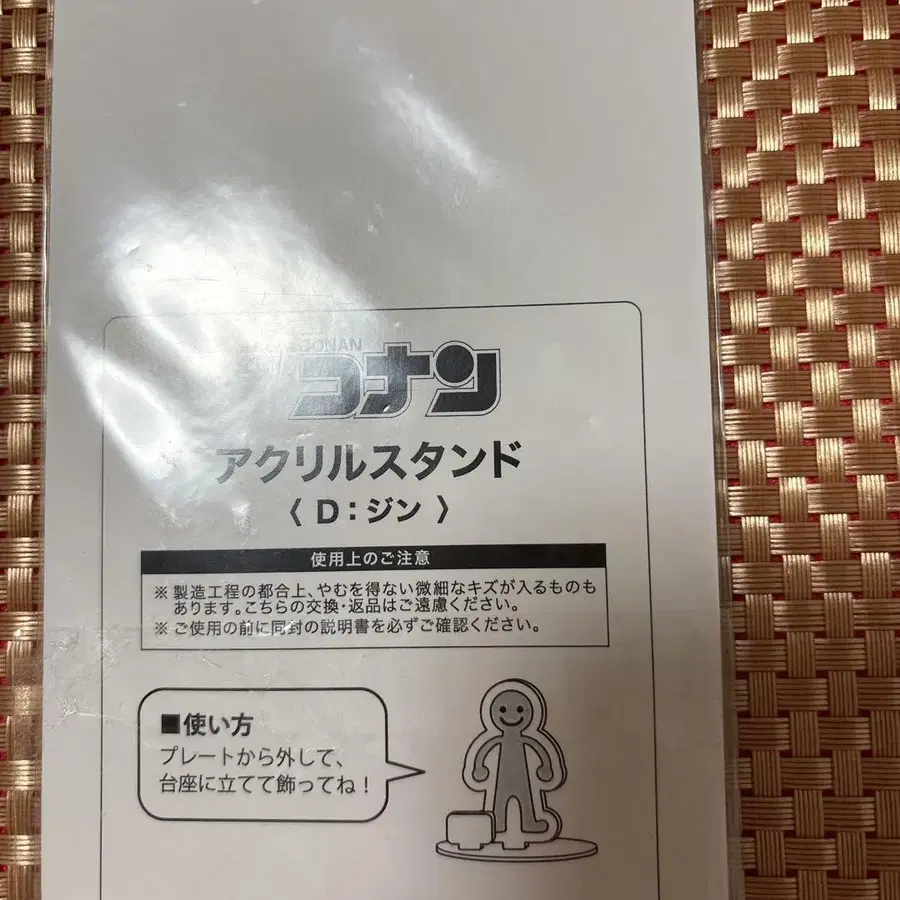 CONAN
コナン
アクリルスタンド
〈 D：ジン 〉
使用上のご注意
※ 製造工程の都合上、やむを得ない微細なキズが入るものも
あります。こちらの交換・返品はご遠慮ください。
※ ご使用の前に同封の説明書を必ずご確認ください。
■使い方
プレートから外して、
台座に立てて飾ってね！